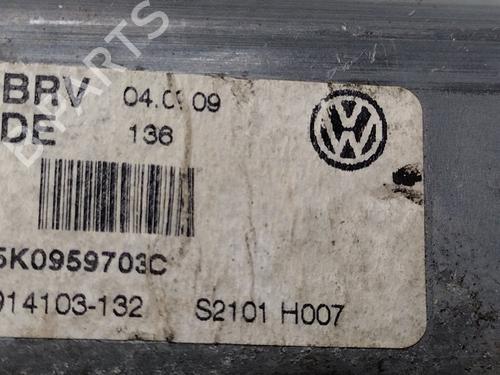 BRV 04.0 09
DE 136
5K0959703C
914103-132 S2101 H007